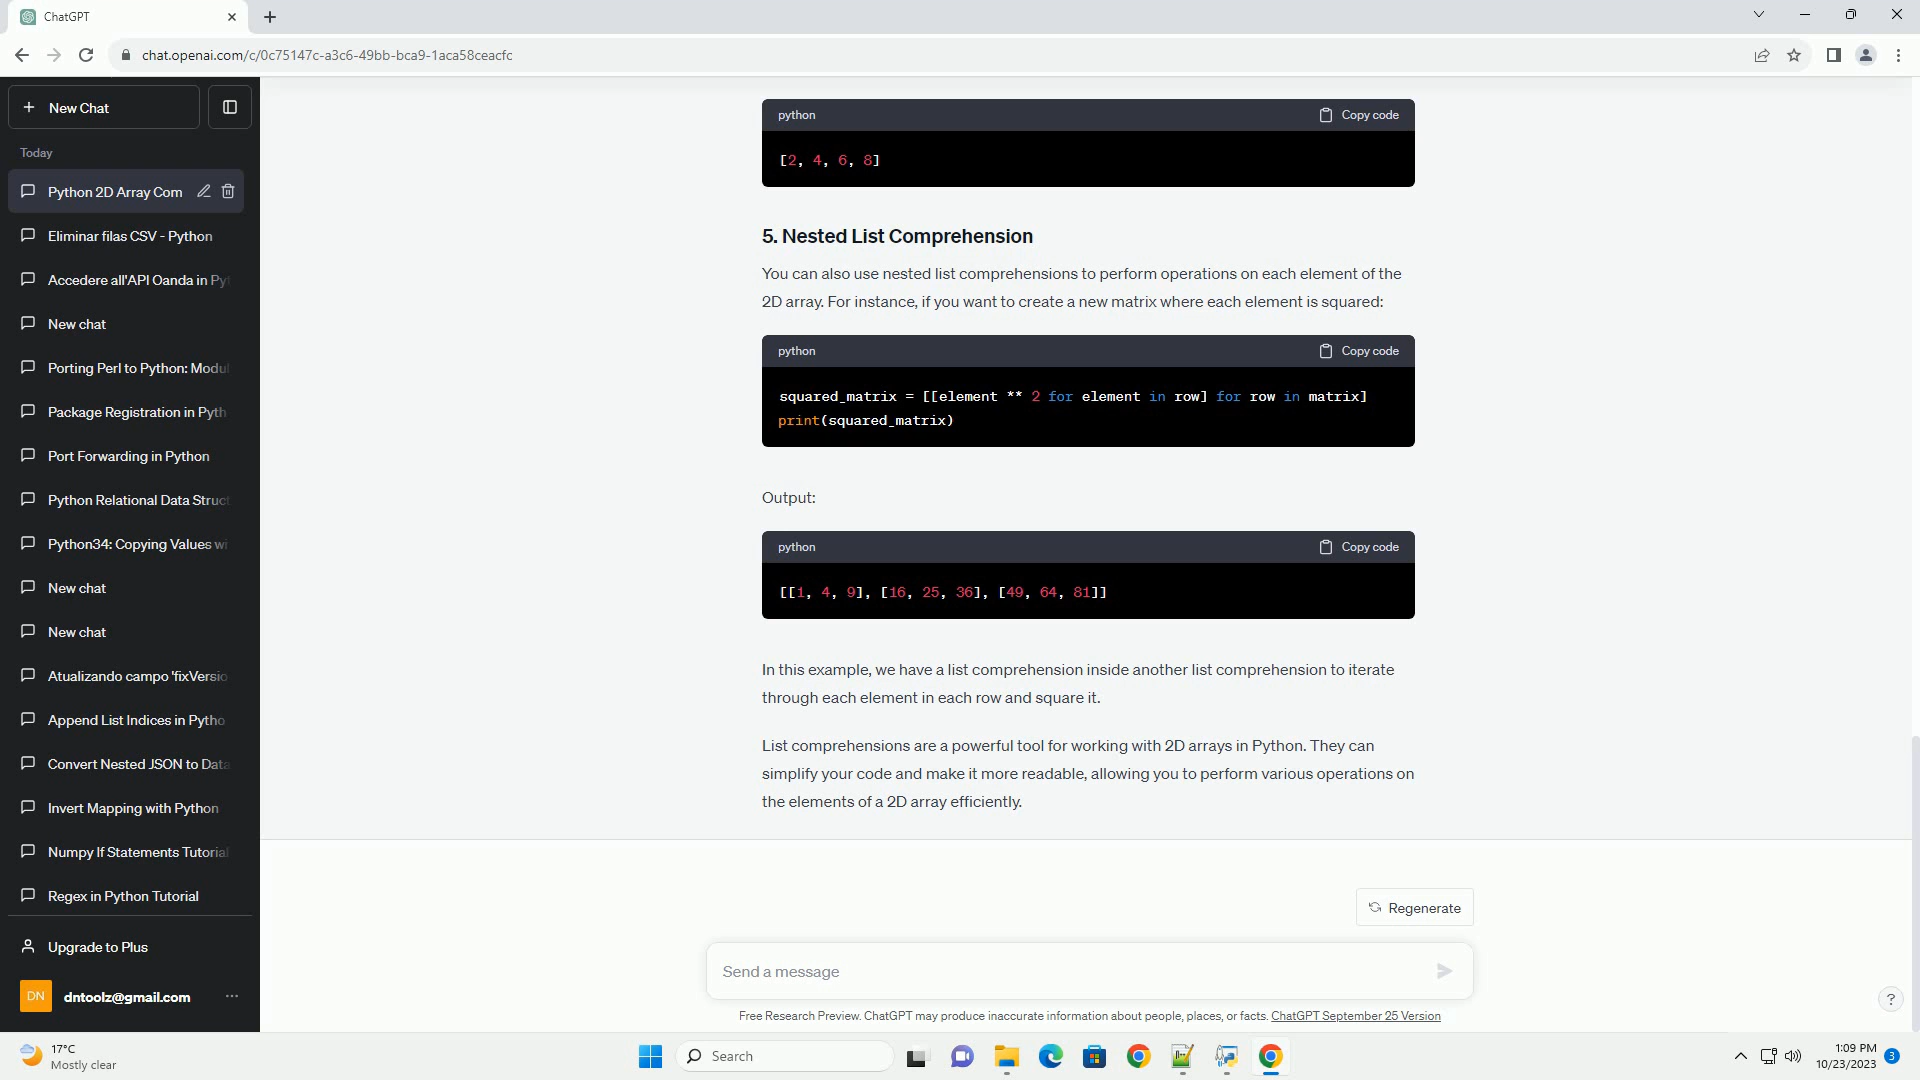 ChatGPT
chat.openai.com/c/0c75147c-a3c6-49bb-bca9-1aca58ceacfc
New Chat
Today
Python 2D Array Com
Eliminar filas CSV - Python
Accedere all'API Oanda in Pyt
New chat
Porting Perl to Python: Modul
Package Registration in Pyth
Port Forwarding in Python
Python Relational Data Struct
Python34: Copying Values wi
New chat
New chat
Atualizando campo 'fixVersio
Append List Indices in Pytho
Convert Nested JSON to Data
Invert Mapping with Python
Numpy If Statements Tutorial
Regex in Python Tutorial
Upgrade to Plus
DN
dntoolz@gmail.com
python
Copy code
[2, 4, 6, 8]
5. Nested List Comprehension
You can also use nested list comprehensions to perform operations on each element of the
2D array. For instance, if you want to create a new matrix where each element is squared:
python
Copy code
squared_matrix = [[element ** 2 for element in row] for row in matrix]
print(squared_matrix)
Output:
python
Copy code
[[1, 4, 9], [16, 25, 36], [49, 64, 81]]
In this example, we have a list comprehension inside another list comprehension to iterate
through each element in each row and square it.
List comprehensions are a powerful tool for working with 2D arrays in Python. They can
simplify your code and make it more readable, allowing you to perform various operations on
the elements of a 2D array efficiently.
Regenerate
Send a message
Free Research Preview. ChatGPT may produce inaccurate information about people, places, or facts. ChatGPT September 25 Version
?
17°C
Mostly clear
Search
1:09 PM
10/23/2023
3